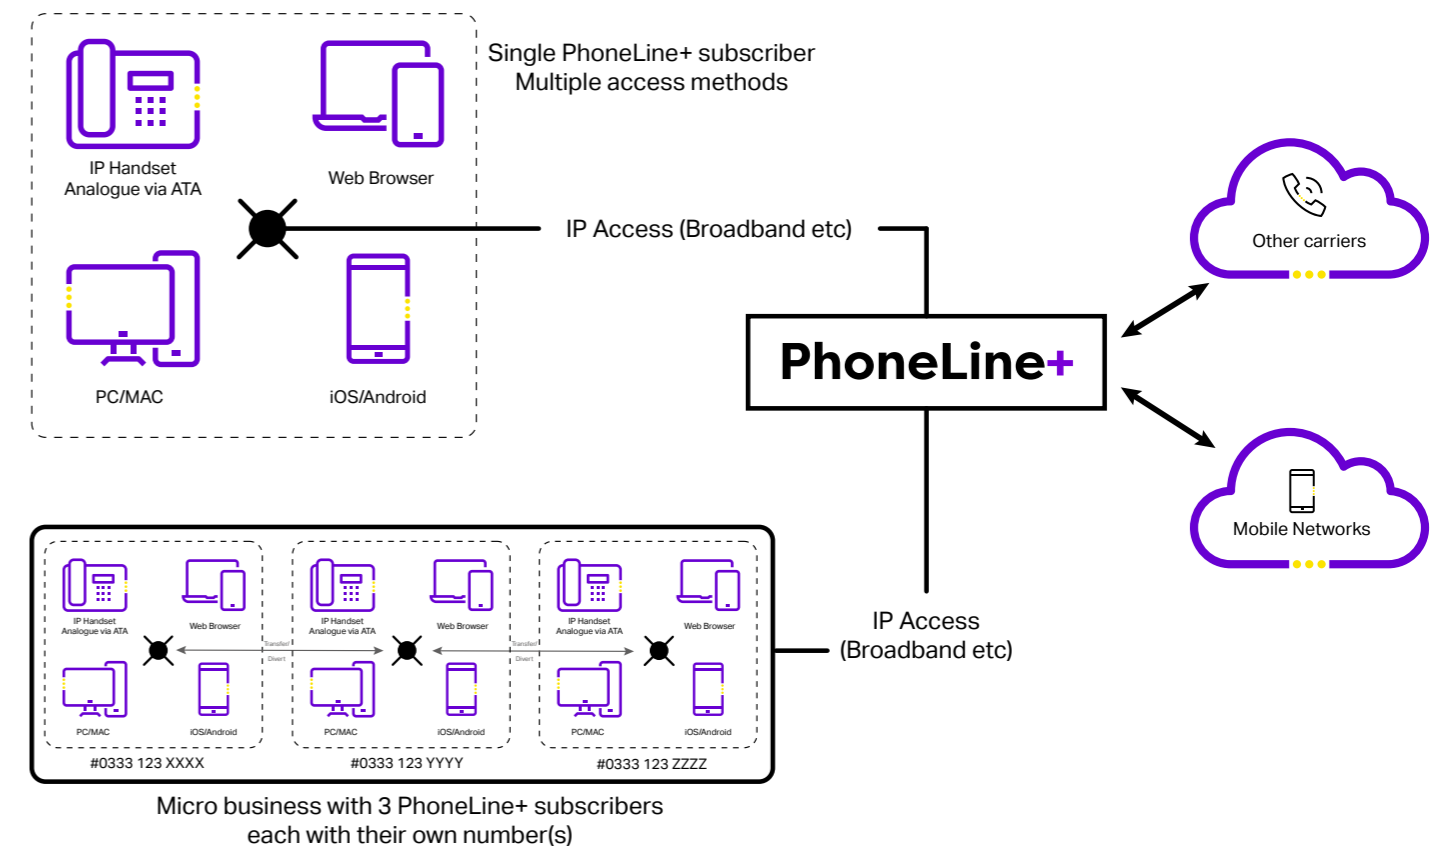 Single PhoneLine+ subscriber
Multiple access methods
IP Handset
Analogue via ATA
Web Browser
PC/MAC
iOS/Android
IP Access (Broadband etc)
PhoneLine+
Other carriers
Mobile Networks
IP Access
(Broadband etc)
IP Handset
Analogue via ATA
Web Browser
PC/MAC
iOS/Android
#0333 123 XXXX
Transfer/
Divert
IP Handset
Analogue via ATA
Web Browser
PC/MAC
iOS/Android
#0333 123 YYYY
Transfer/
Divert
IP Handset
Analogue via ATA
Web Browser
PC/MAC
iOS/Android
#0333 123 ZZZZ
Micro business with 3 PhoneLine+ subscribers
each with their own number(s)